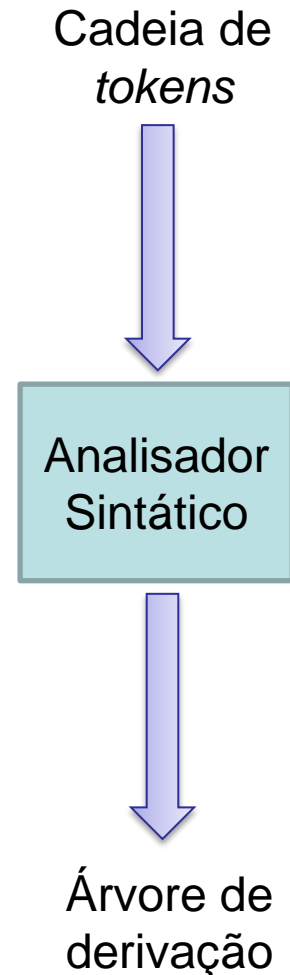 Cadeia de
tokens
Analisador
Sintático
Árvore de
derivação